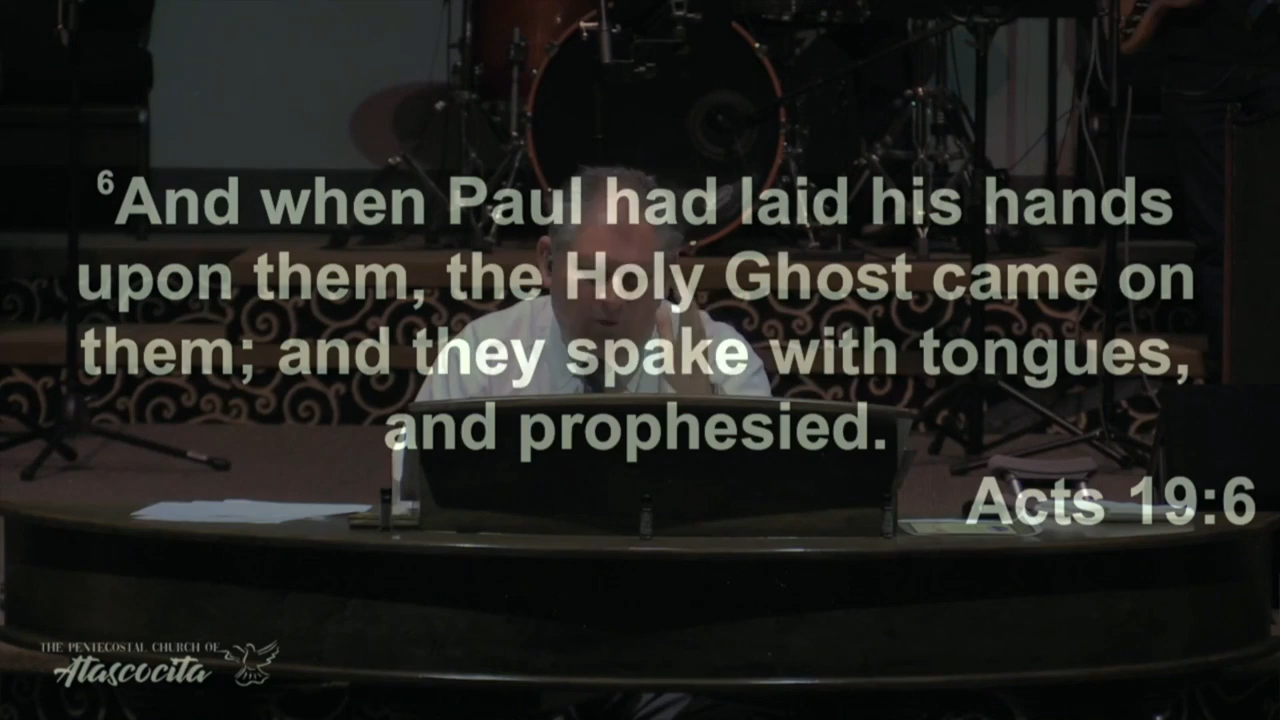 ⁶And when Paul had laid his hands
upon them, the Holy Ghost came on
them; and they spake with tongues,
and prophesied.
Acts 19:6
THE PENTECOSTAL CHURCH OF
Atascocita